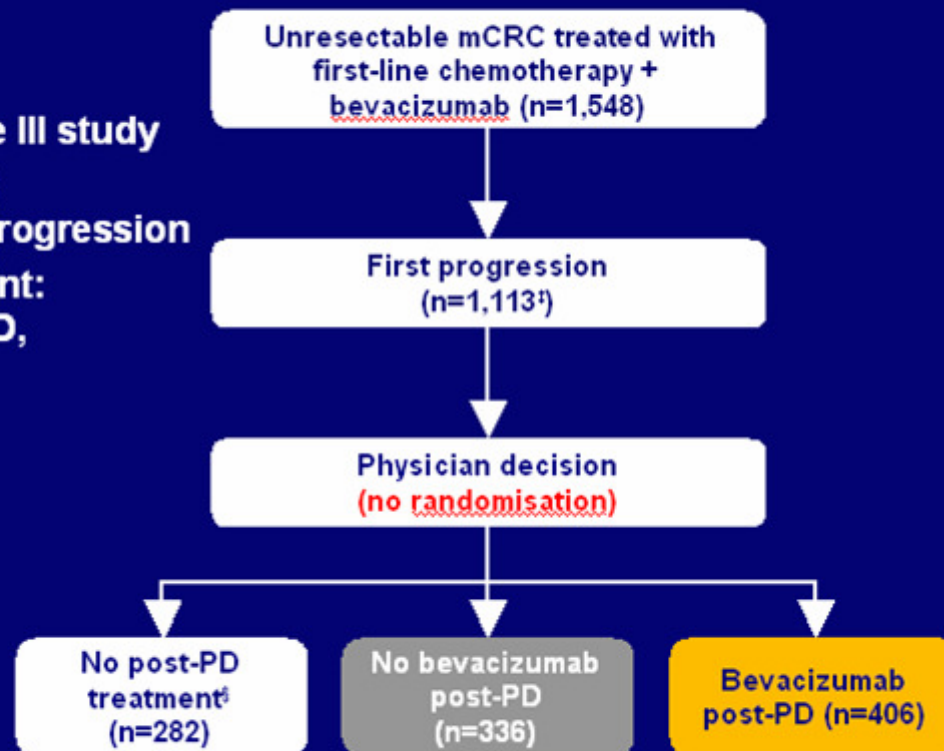 Unresectable mCRC treated with
first-line chemotherapy +
bevacizumab (n=1,548)
III study
rogression
nt:
First progression
(n=1,113‡)
Physician decision
(no randomisation)
No post-PD
treatment§
(n=282)
No bevacizumab
post-PD
(n=336)
Bevacizumab
post-PD (n=406)